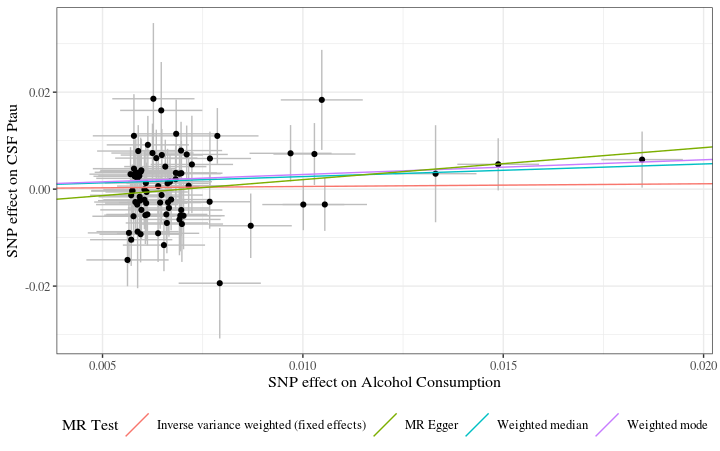 SNP effect on CSF Ptau
0.02
0.00
-0.02
0.005 0.010 0.015 0.020
SNP effect on Alcohol Consumption
MR Test Inverse variance weighted (fixed effects) MR Egger Weighted median Weighted mode